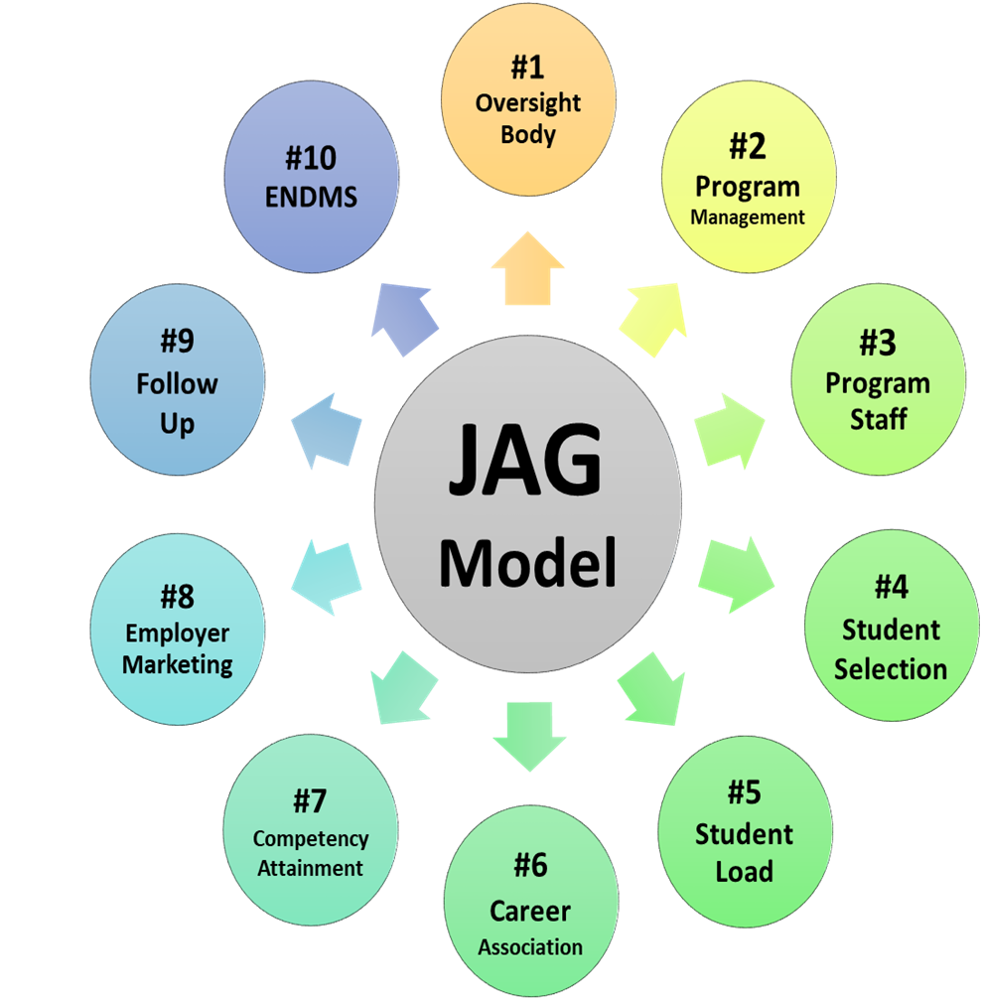 JAG
Model
#1
Oversight
Body
#2
Program
Management
#3
Program
Staff
#4
Student
Selection
#5
Student
Load
#6
Career
Association
#7
Competency
Attainment
#8
Employer
Marketing
#9
Follow
Up
#10
ENDMS